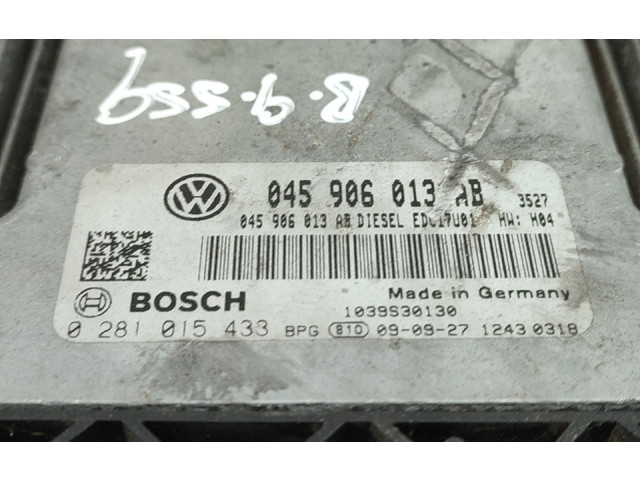 B.9.559
045 906 013 AB 3527
045 906 013 AB DIESEL EDC17U01 HW: H04
BOSCH
Made in Germany
1039S30130
0 281 015 433 BPG 810 09-09-27 1243 0318